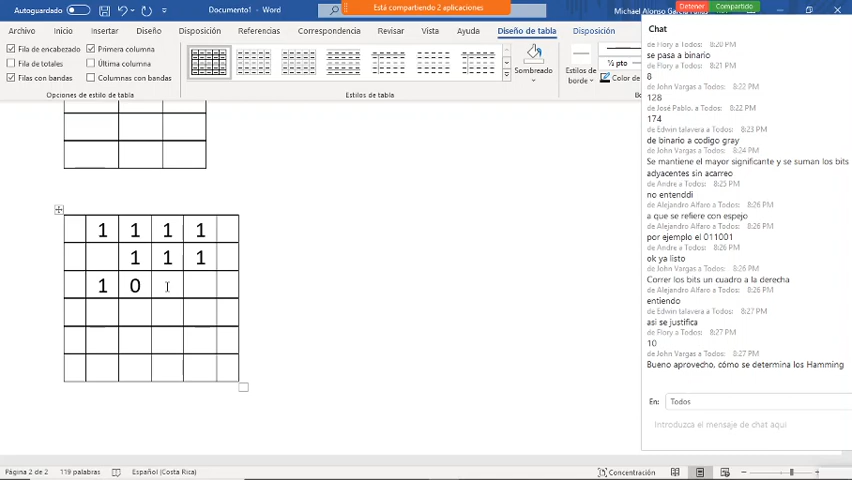 Está compartiendo 2 aplicaciones
Detener
Compartido
Autoguardado
Documento1 - Word
Michael Alonso García
Archivo
Inicio
Insertar
Diseño
Disposición
Referencias
Correspondencia
Revisar
Vista
Ayuda
Diseño de tabla
Disposición
Fila de encabezado
Primera columna
Fila de totales
Última columna
Filas con bandas
Columnas con bandas
Opciones de estilo de tabla
Estilos de tabla
Sombreado
Estilos de
borde
½ pto
Color de
1 1 1 1
1 1 1
1 0
Chat
de Flory a Todos: 8:20 PM
se pasa a binario
de Flory a Todos: 8:21 PM
8
de John Vargas a Todos: 8:22 PM
128
de José Pablo, a Todos: 8:22 PM
174
de Edwin talavera a Todos: 8:23 PM
de binario a codigo gray
de John Vargas a Todos: 8:24 PM
Se mantiene el mayor significante y se suman los bits
adyacentes sin acarreo
de Andre a Todos: 8:25 PM
no entenddi
de Alejandro Alfaro a Todos: 8:26 PM
a que se refiere con espejo
de Alejandro Alfaro a Todos: 8:26 PM
por ejemplo el 011001
de Andre a Todos: 8:26 PM
ok ya listo
de John Vargas a Todos: 8:26 PM
Correr los bits un cuadro a la derecha
de Alejandro Alfaro a Todos: 8:26 PM
entiendo
de Edwin talavera a Todos: 8:27 PM
asi se justifica
de Flory a Todos: 8:27 PM
10
de John Vargas a Todos: 8:27 PM
Bueno aprovecho, cómo se determina los Hamming
En:
Todos
Introduzca el mensaje de chat aquí
Página 2 de 2
119 palabras
Español (Costa Rica)
Concentración